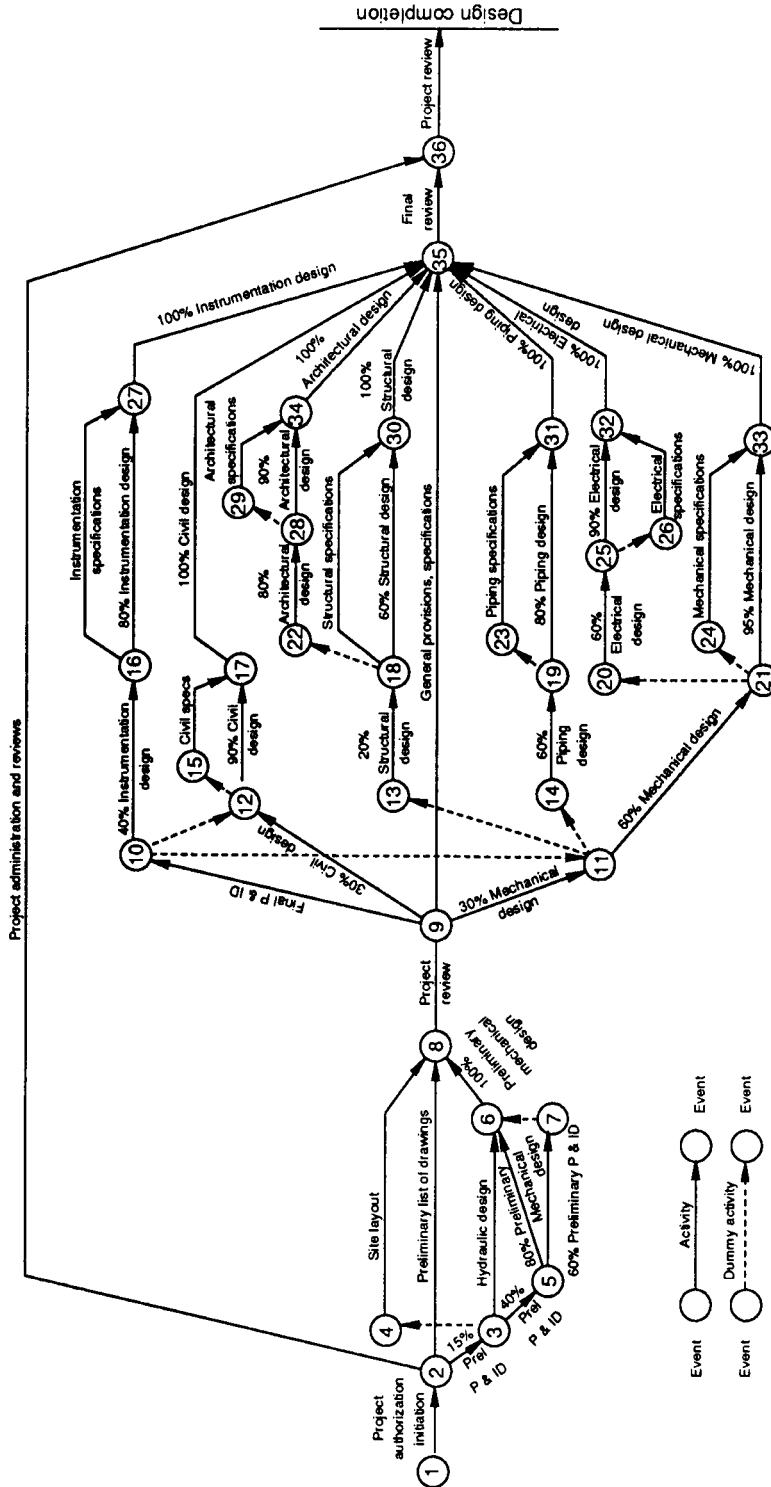 Project administration and reviews
Project
authorization
initiation
1
2
Site layout
4
Preliminary list of drawings
15%
Prel
P & ID
3
40%
Prel
P & ID
5
Hydraulic design
80% Preliminary
Mechanical
design
60% Preliminary P & ID
6
7
100%
Preliminary
mechanical
design
8
Project
review
9
Final P & ID
30% Civil
design
30% Mechanical
design
10
11
12
40% Instrumentation
design
16
Instrumentation
specifications
80% Instrumentation design
27
100% Instrumentation design
15
Civil specs
90% Civil
design
17
100% Civil design
13
20%
Structural
design
18
22
80%
Architectural
design
28
29
Architectural
specifications
90%
Architectural
design
34
100%
Architectural design
Structural specifications
60% Structural design
30
100%
Structural
design
General provisions, specifications
14
60%
Piping
design
19
23
Piping specifications
80% Piping design
31
100% Piping design
60% Mechanical design
20
60%
Electrical
design
25
90% Electrical
design
26
Electrical
specifications
32
100% Electrical
design
21
24
Mechanical specifications
95% Mechanical design
33
100% Mechanical design
35
Final
review
36
Project review
Design completion
Event
Activity
Event
Event
Dummy activity
Event